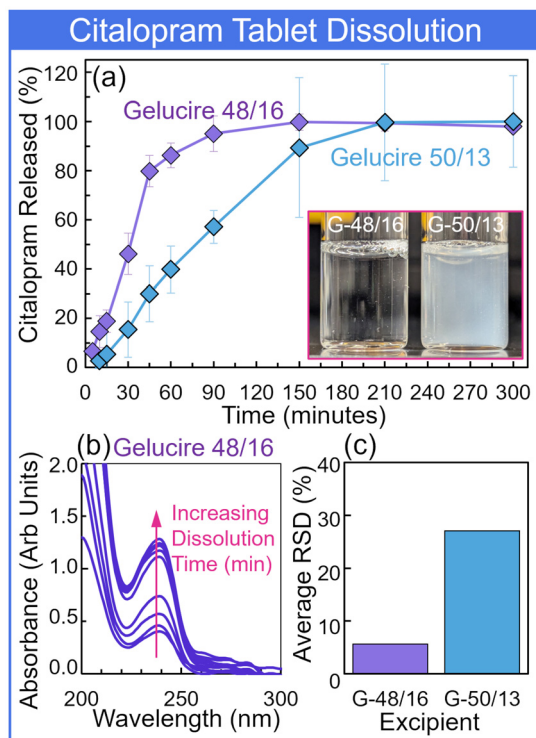 Citalopram Tablet Dissolution
(a)
Citalopram Released (%)
120
100
80
60
40
20
0
Gelucire 48/16
Gelucire 50/13
G-48/16 G-50/13
0 30 60 90 120 150 180 210 240 270 300
Time (minutes)
(b) Gelucire 48/16
Absorbance (Arb Units)
2.0
1.5
1.0
0.5
0.0
Increasing
Dissolution
Time (min)
200 250 300
Wavelength (nm)
(c)
Average RSD (%)
40
30
20
10
0
G-48/16 G-50/13
Excipient